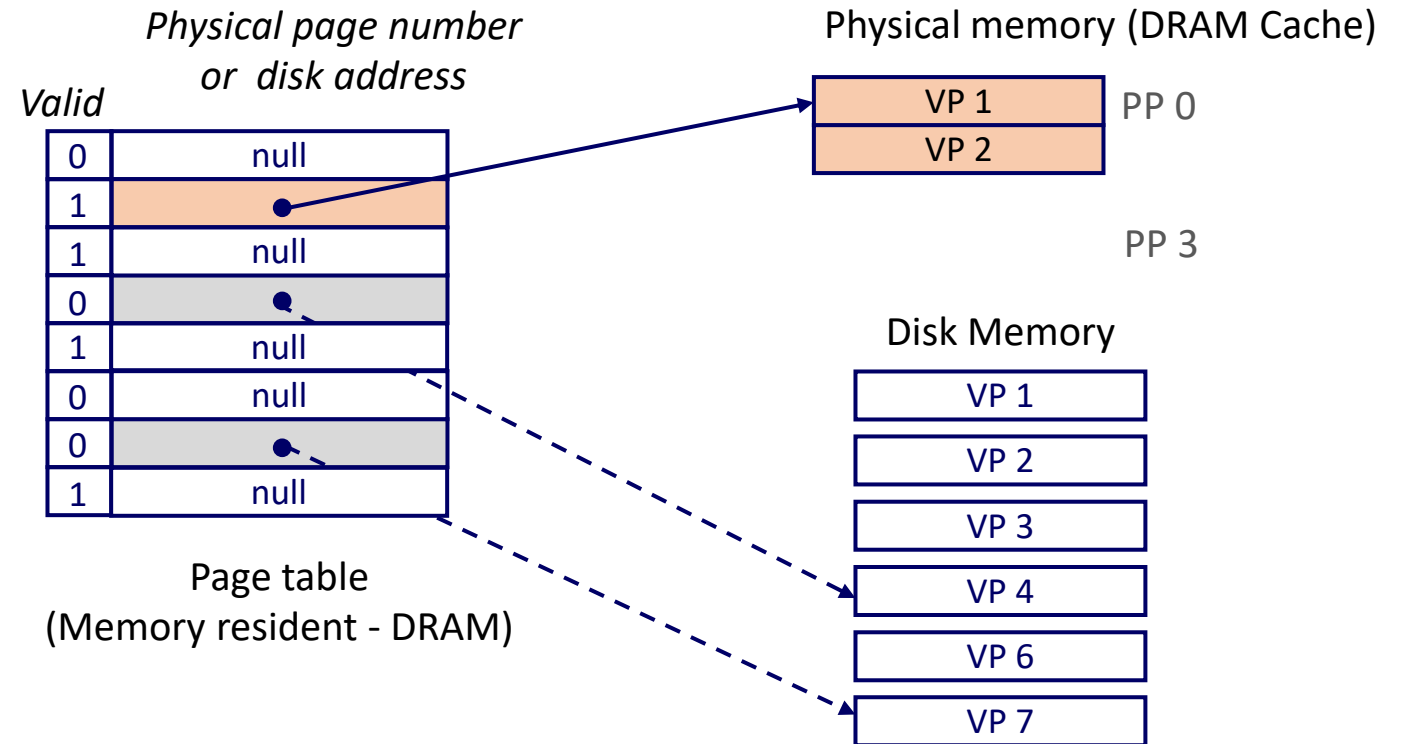 Physical page number
or disk address
Valid
0 null
1
1 null
0
1 null
0 null
0
1 null
Page table
(Memory resident - DRAM)
Physical memory (DRAM Cache)
VP 1 PP 0
VP 2
PP 3
Disk Memory
VP 1
VP 2
VP 3
VP 4
VP 6
VP 7